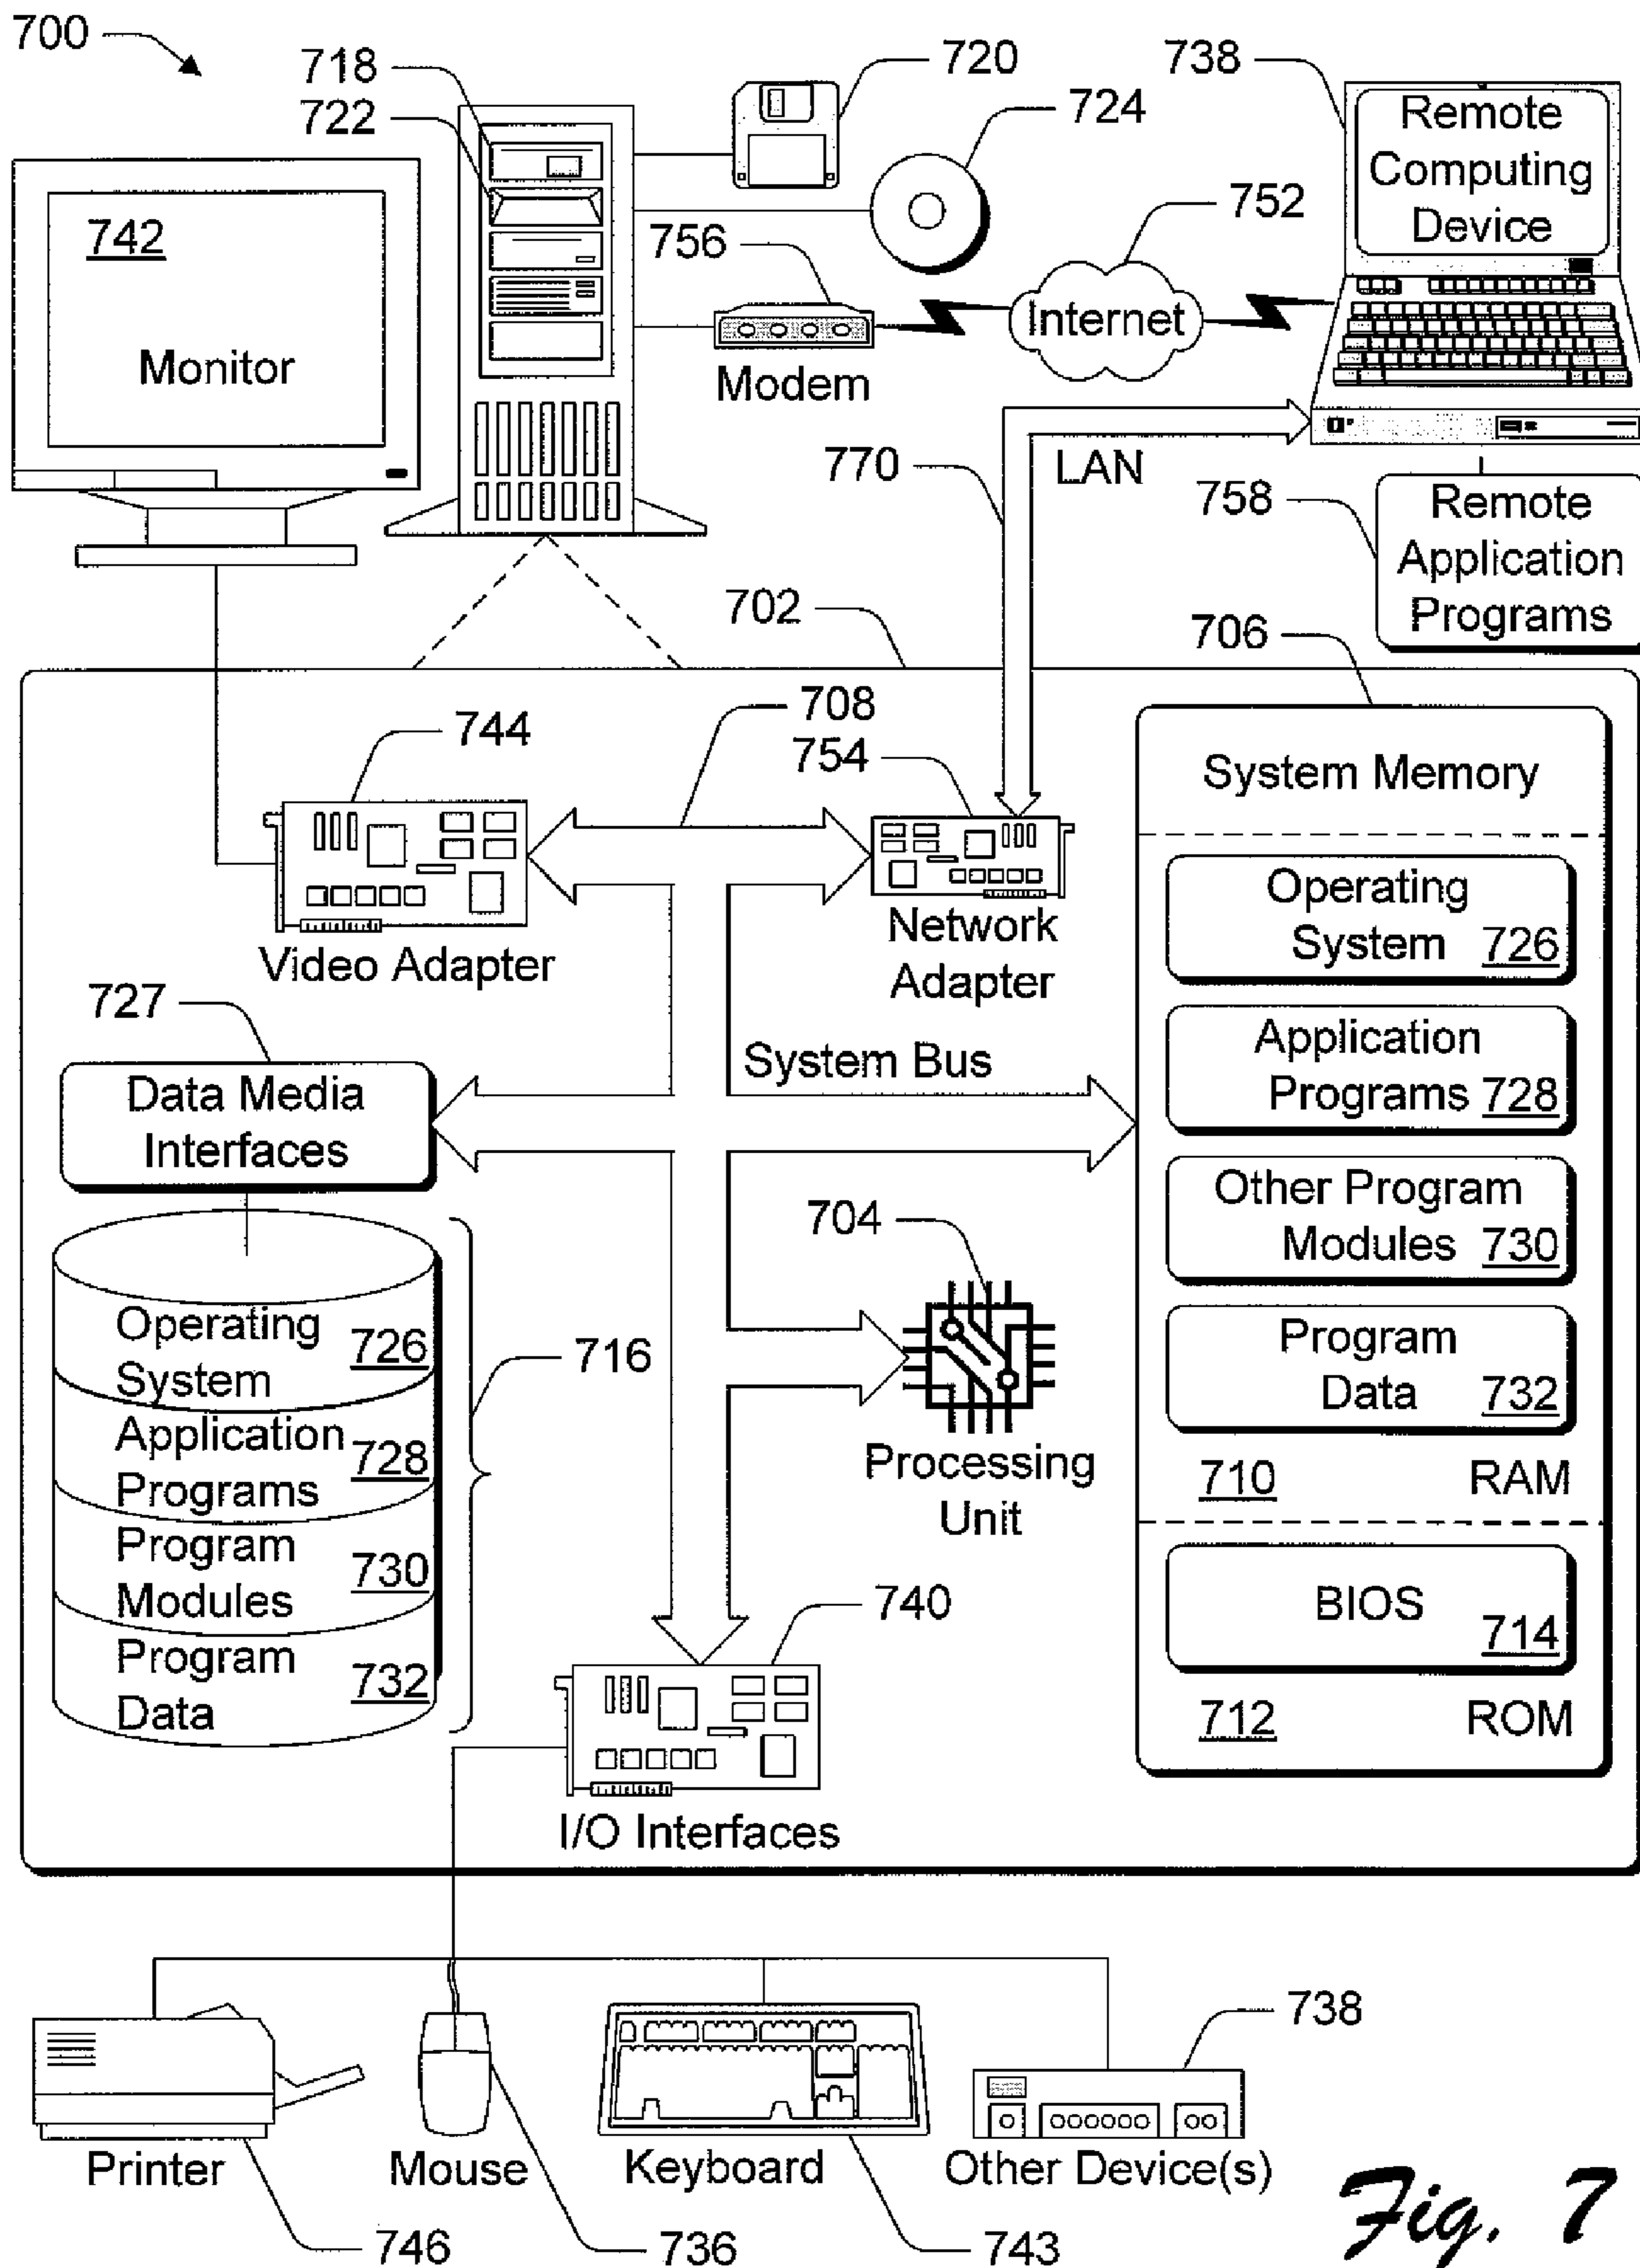 700
718
722
720
724
738
Remote
Computing
Device
742
Monitor
756
Modem
752
Internet
770
LAN
758
Remote
Application
Programs
702
706
708
744
754
Video Adapter
Network
Adapter
System Memory
Operating
System 726
Application
Programs 728
Other Program
Modules 730
Program
Data 732
710 RAM
BIOS
714
712 ROM
727
Data Media
Interfaces
System Bus
704
Processing
Unit
Operating
System 726
Application
Programs 728
Program
Modules 730
Program
Data 732
716
740
I/O Interfaces
738
Printer
Mouse
Keyboard
Other Device(s)
746
736
743
Fig. 7